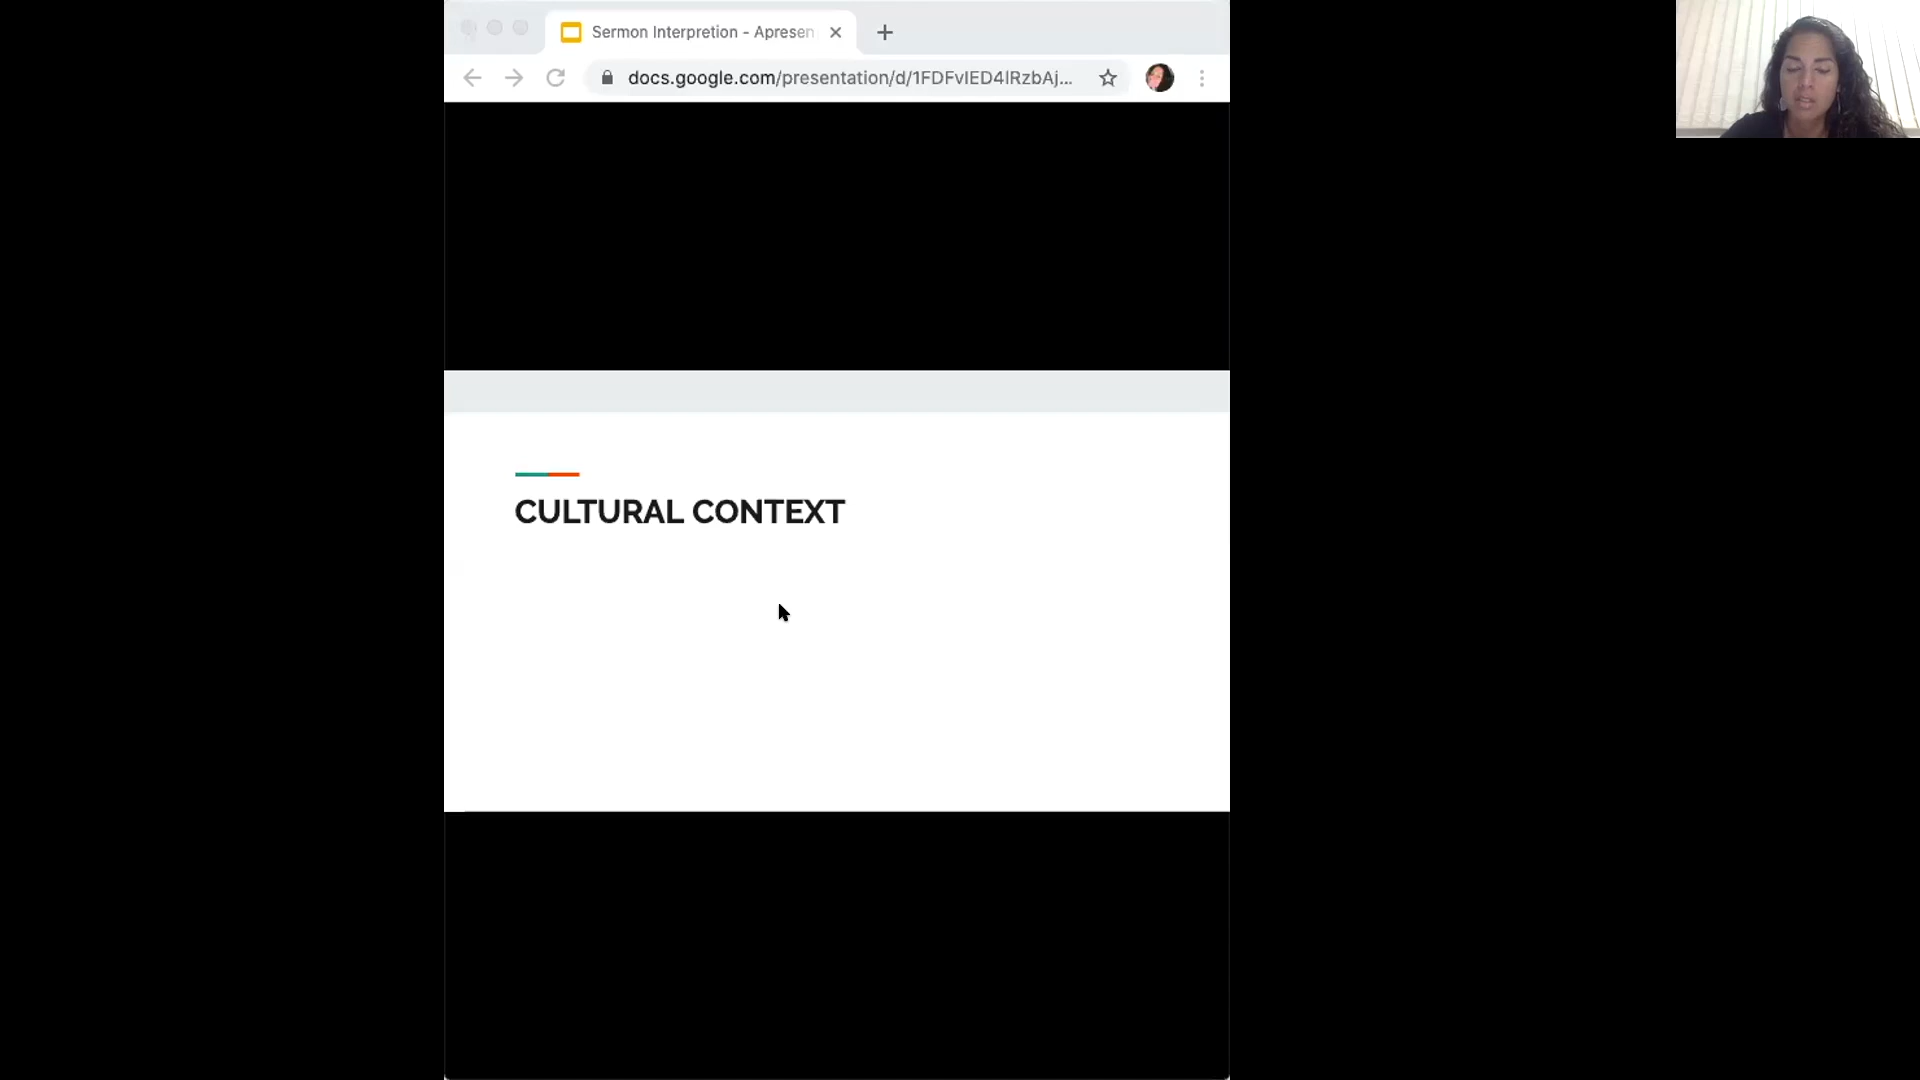 Sermon Interpretion - Apresen
docs.google.com/presentation/d/1FDFvIED4lRzbAj...
CULTURAL CONTEXT